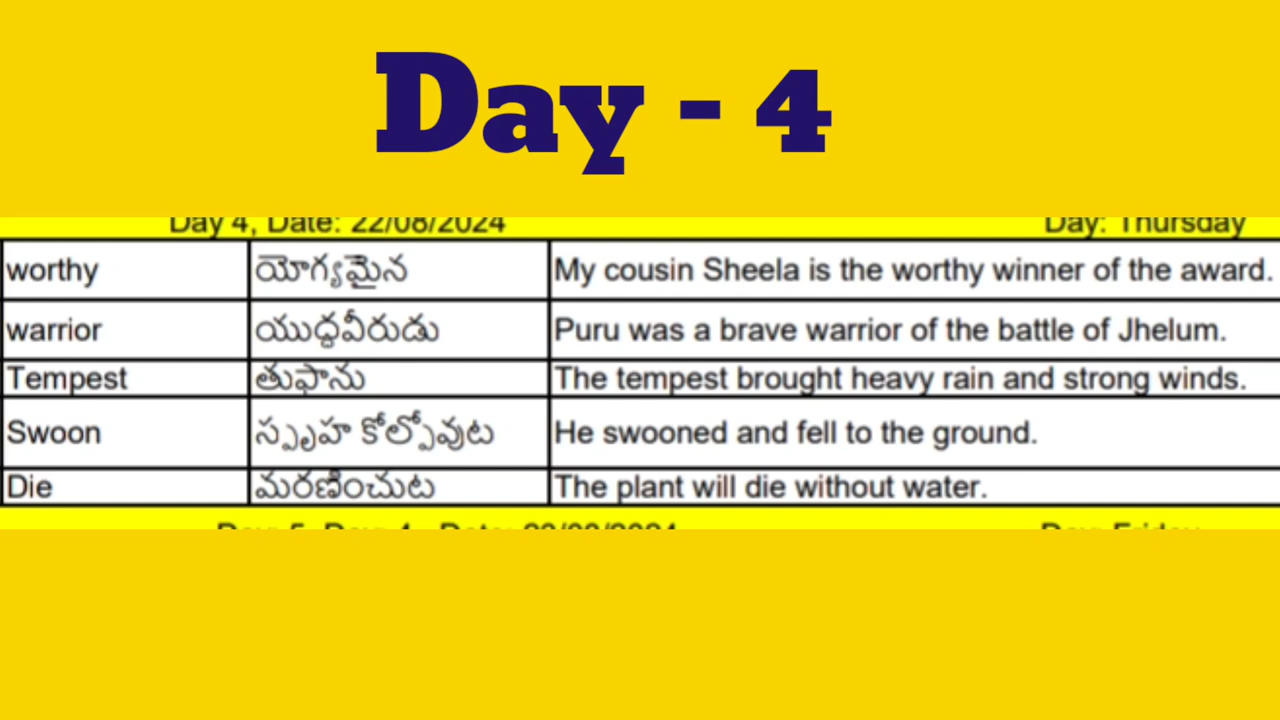 Day - 4
Day 4, Date: 22/08/2024 Day: Thursday
worthy యోగ్యమైన My cousin Sheela is the worthy winner of the award.
warrior యుద్ధవీరుడు Puru was a brave warrior of the battle of Jhelum.
Tempest తుఫాను The tempest brought heavy rain and strong winds.
Swoon స్పృహ కోల్పోవుట He swooned and fell to the ground.
Die మరణించుట The plant will die without water.
Day: Friday